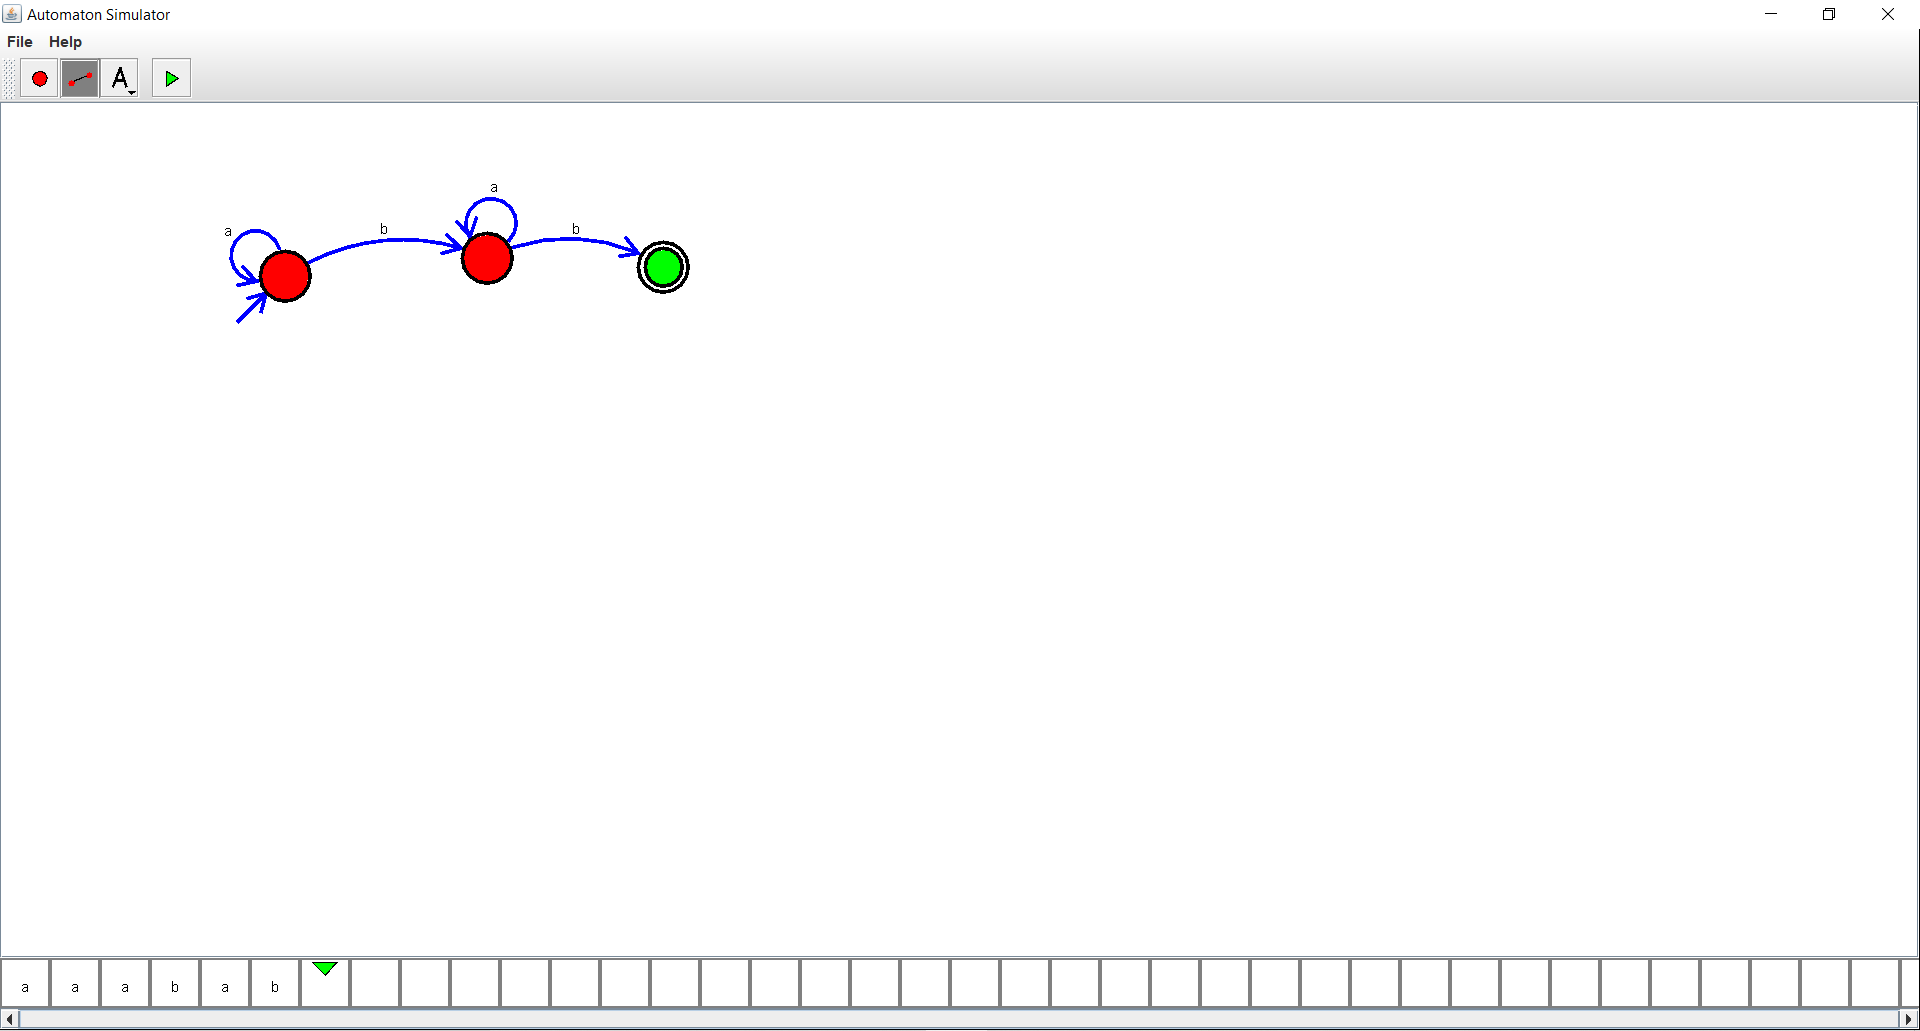 Automaton Simulator
File Help
A
a
a b b
a a a b a b